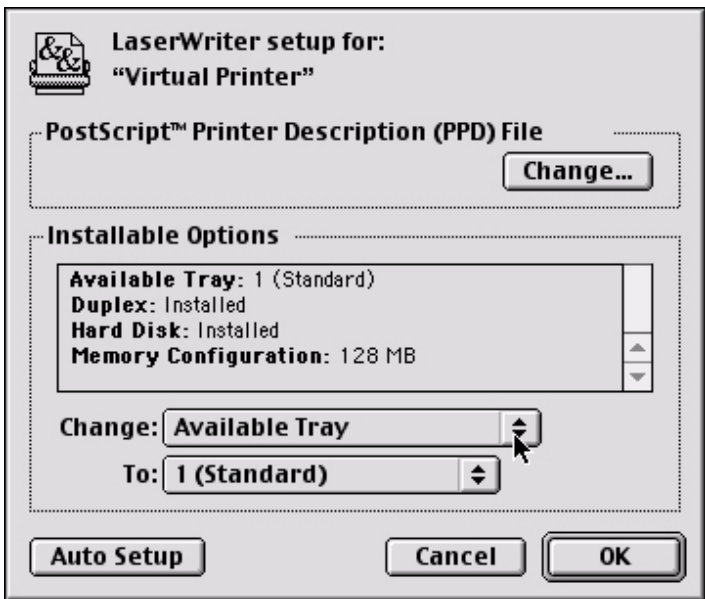 LaserWriter setup for:
“Virtual Printer”
PostScript™ Printer Description (PPD) File
Change...
Installable Options
Available Tray: 1 (Standard)
Duplex: Installed
Hard Disk: Installed
Memory Configuration: 128 MB
Change: Available Tray
To: 1 (Standard)
Auto Setup Cancel OK